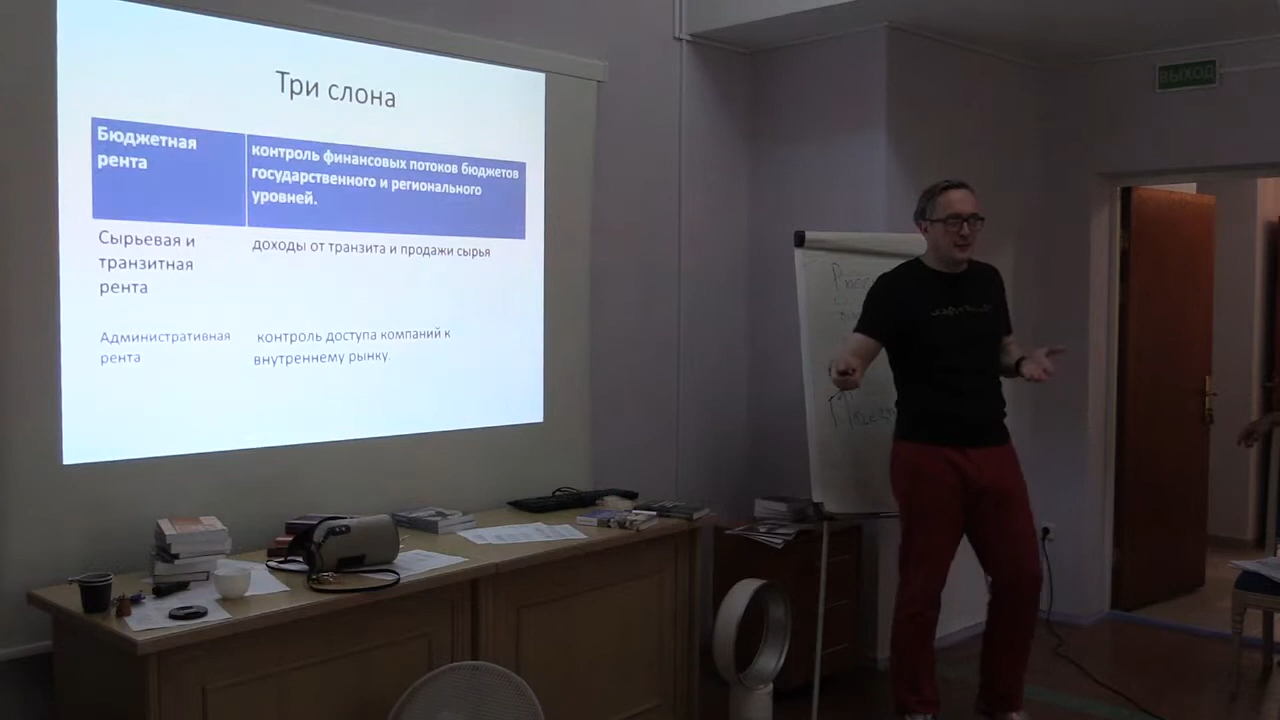 Три слона
Бюджетная
рента
контроль финансовых потоков бюджетов
государственного и регионального
уровней.
Сырьевая и
транзитная
рента
доходы от транзита и продажи сырья
Административная
рента
контроль доступа компаний к
внутреннему рынку.
ВЫХОД